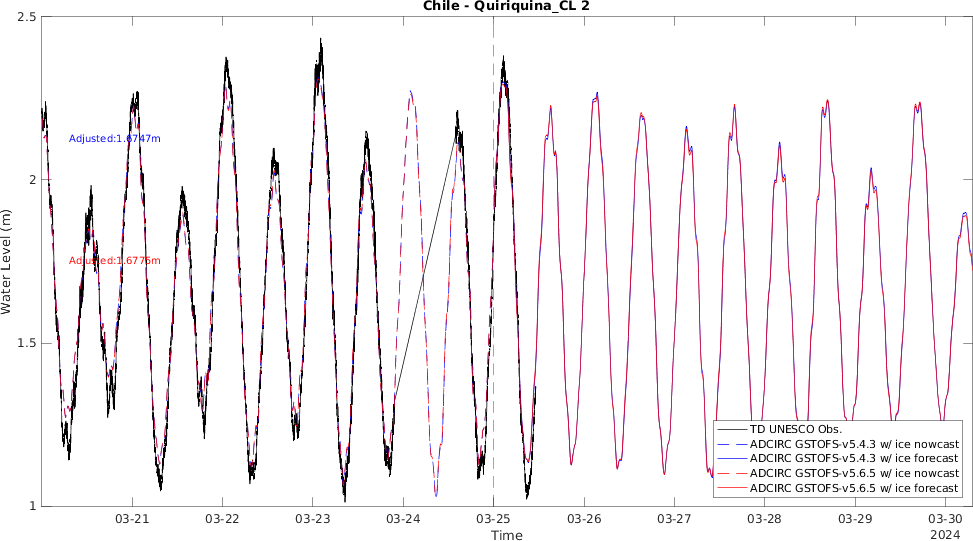 Chile - Quiriquina_CL 2
2.5
2
1.5
1
Water Level (m)
Adjusted:1.6747m
Adjusted:1.6776m
TD UNESCO Obs.
ADCIRC GSTOFS-v5.4.3 w/ ice nowcast
ADCIRC GSTOFS-v5.4.3 w/ ice forecast
ADCIRC GSTOFS-v5.6.5 w/ ice nowcast
ADCIRC GSTOFS-v5.6.5 w/ ice forecast
03-21 03-22 03-23 03-24 03-25 03-26 03-27 03-28 03-29 03-30
Time
2024